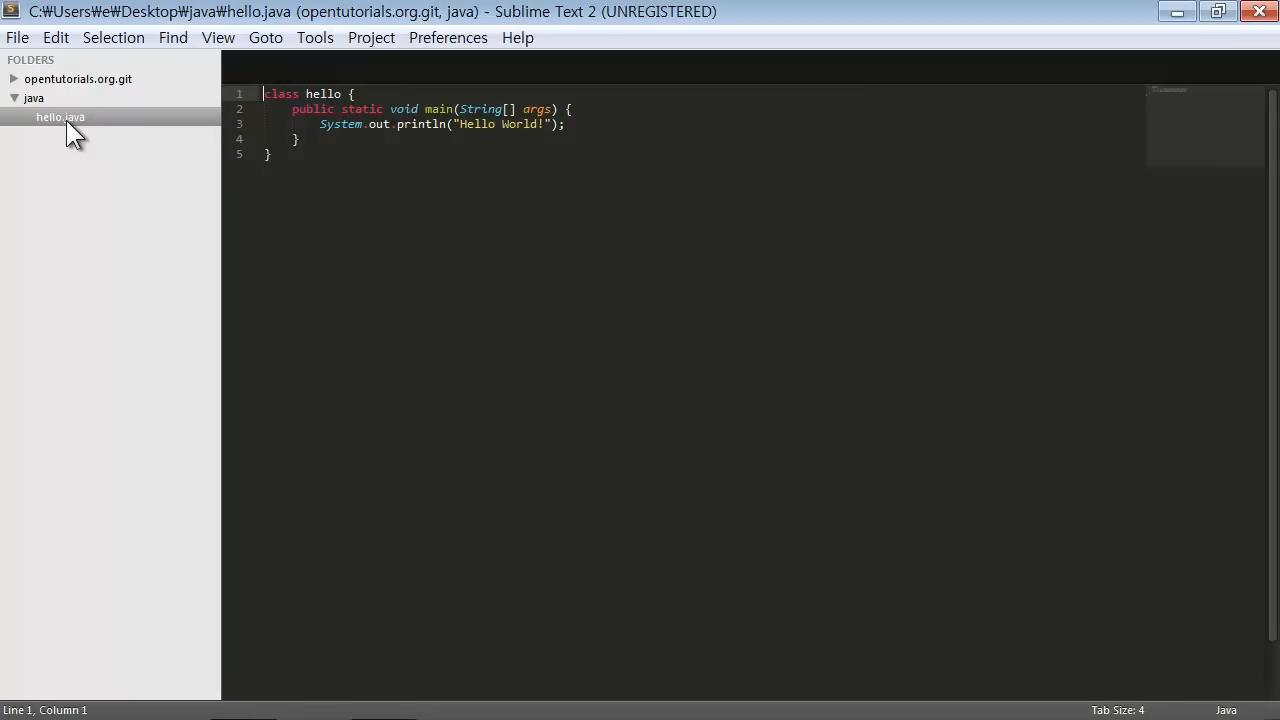 C:₩Users₩e₩Desktop₩java₩hello.java (opentutorials.org.git, java) - Sublime Text 2 (UNREGISTERED)
File Edit Selection Find View Goto Tools Project Preferences Help
FOLDERS
opentutorials.org.git
java
hello.java
1 class hello {
2 public static void main(String[] args) {
3 System.out.println("Hello World!");
4 }
5 }
Line 1, Column 1 Tab Size: 4 Java